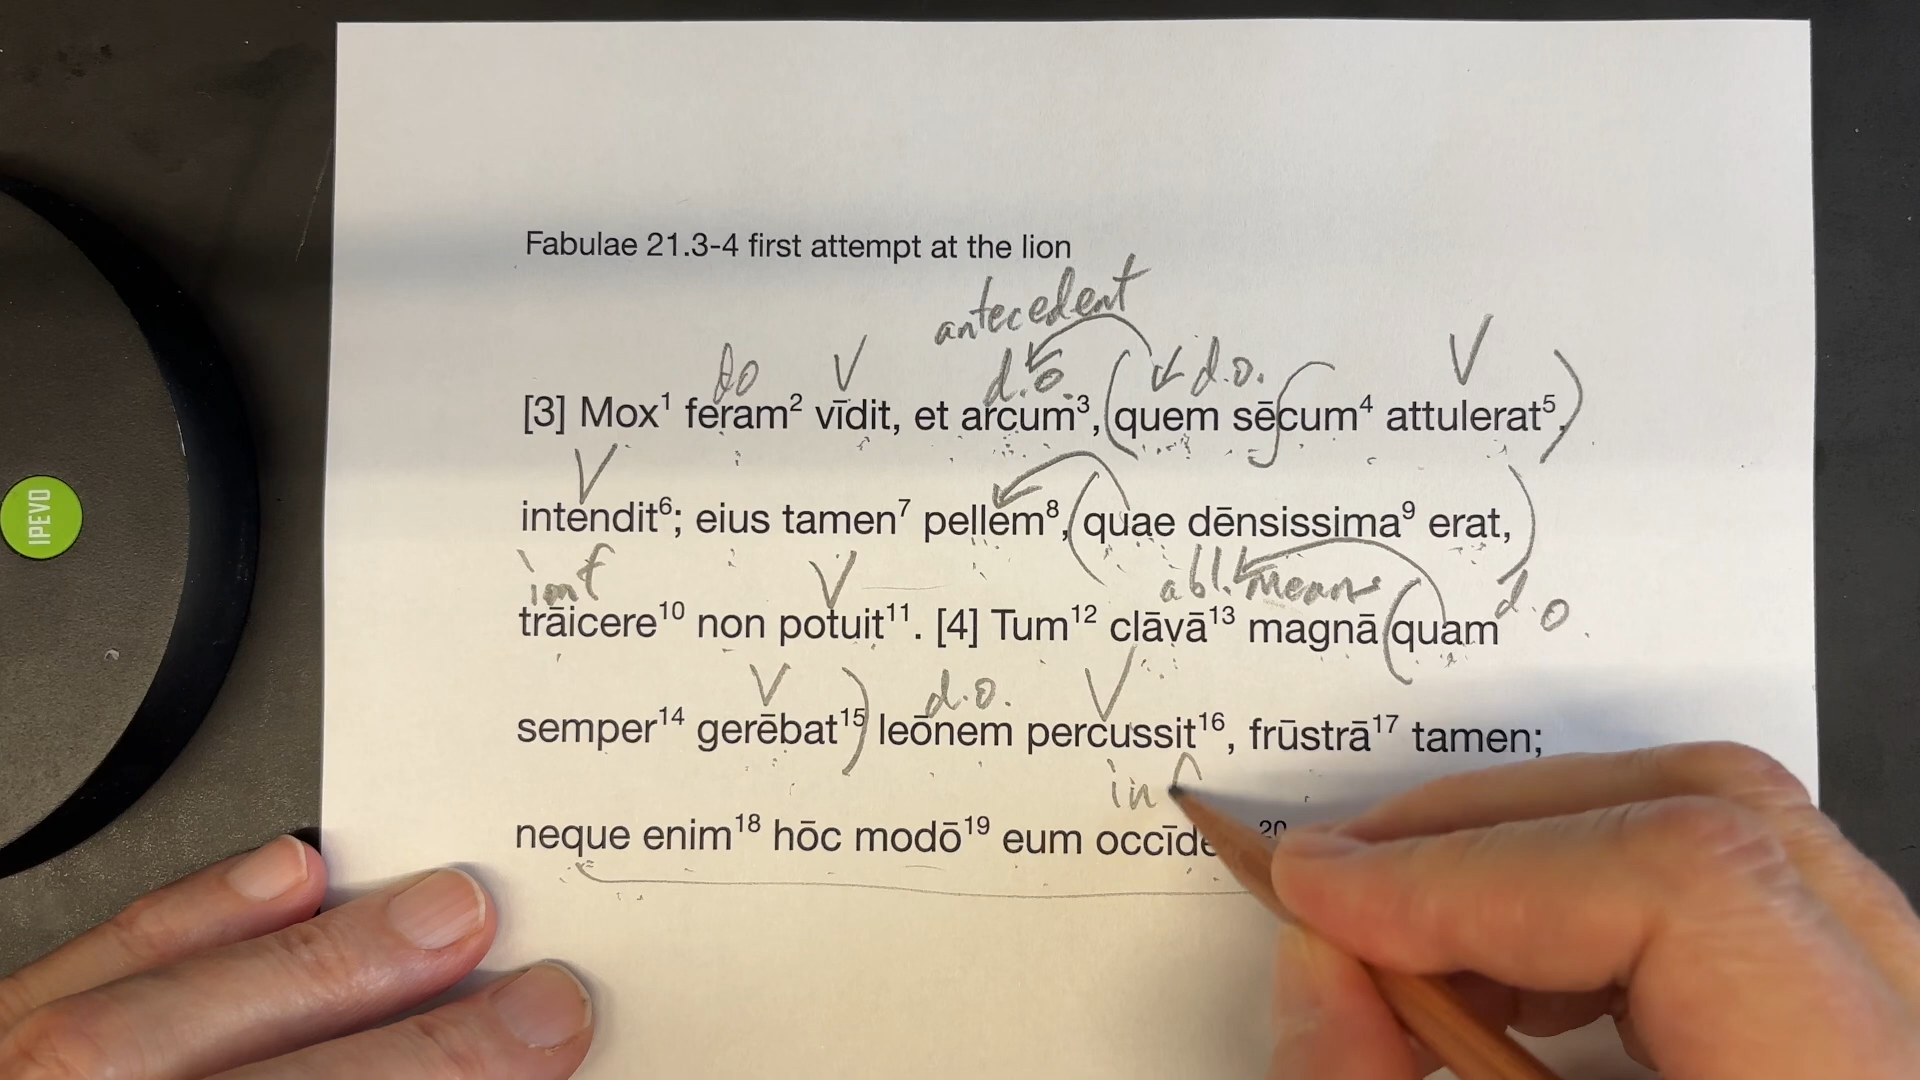 Fabulae 21.3-4 first attempt at the lion
antecedent
do V d.o. d.o. V
[3] Mox1 feram2 vīdit, et arcum3, (quem sēcum4 attulerat5,)
V
intendit6; eius tamen7 pellem8, (quae dēnsissima9 erat,)
inf V abl. means d.o.
trāicere10 non potuit11. [4] Tum12 clāvā13 magnā (quam
V d.o. V
semper14 gerēbat15) leōnem percussit16, frūstrā17 tamen;
inf
neque enim18 hōc modō19 eum 20
IPEVO